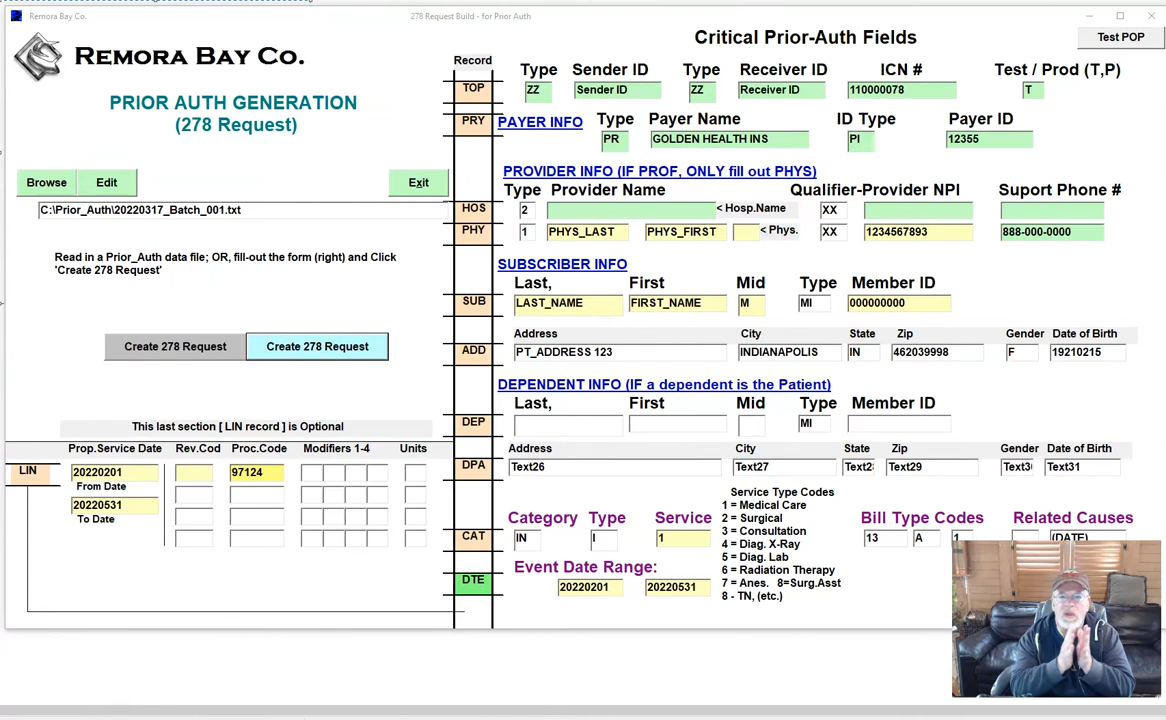 Remora Bay Co.
278 Request Build - for Prior Auth
REMORA BAY CO.
PRIOR AUTH GENERATION
(278 Request)
Browse Edit Exit
C:\Prior_Auth\20220317_Batch_001.txt
Read in a Prior_Auth data file; OR, fill-out the form (right) and Click
'Create 278 Request'
Create 278 Request Create 278 Request
This last section [ LIN record ] is Optional
Prop.Service Date Rev.Cod Proc.Code Modifiers 1-4 Units
LIN 20220201 97124
From Date
20220531
To Date
Critical Prior-Auth Fields
Test POP
Record
Type Sender ID Type Receiver ID ICN # Test / Prod (T,P)
TOP ZZ Sender ID ZZ Receiver ID 110000078 T
Type Payer Name ID Type Payer ID
PRY PAYER INFO PR GOLDEN HEALTH INS PI 12355
PROVIDER INFO (IF PROF, ONLY fill out PHYS)
Type Provider Name Qualifier-Provider NPI Suport Phone #
HOS 2 < Hosp.Name XX
PHY 1 PHYS_LAST PHYS_FIRST < Phys. XX 1234567893 888-000-0000
SUBSCRIBER INFO
Last, First Mid Type Member ID
SUB LAST_NAME FIRST_NAME M MI 000000000
Address City State Zip Gender Date of Birth
ADD PT_ADDRESS 123 INDIANAPOLIS IN 462039998 F 19210215
DEPENDENT INFO (IF a dependent is the Patient)
Last, First Mid Type Member ID
DEP MI
Address City State Zip Gender Date of Birth
DPA Text26 Text27 Text29 Text31
Service Type Codes
1 = Medical Care
2 = Surgical
3 = Consultation
4 = Diag. X-Ray
5 = Diag. Lab
6 = Radiation Therapy
7 = Anes. 8=Surg.Asst
8 - TN, (etc.)
Category Type Service Bill Type Codes Related Causes
CAT IN I 1 13 A 1 (DATE)
Event Date Range:
DTE 20220201 20220531